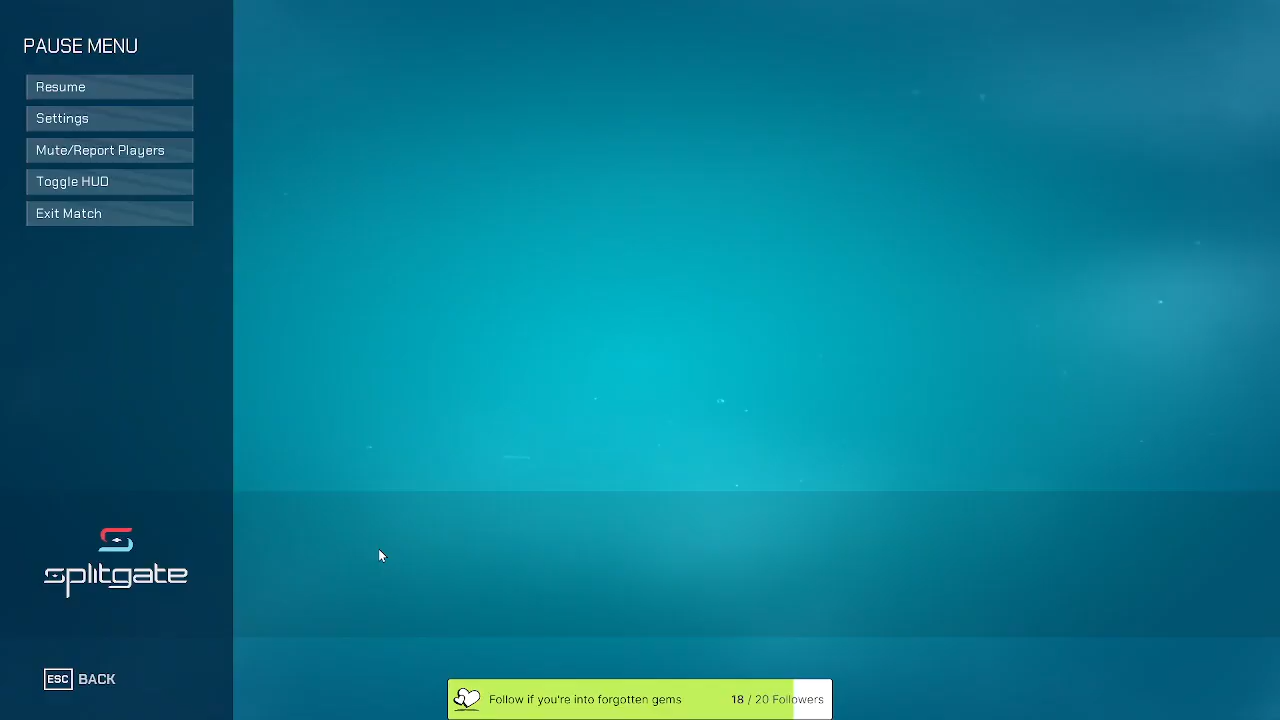 PAUSE MENU
Resume
Settings
Mute/Report Players
Toggle HUD
Exit Match
splitgate
ESC BACK
Follow if you're into forgotten gems 18 / 20 Followers